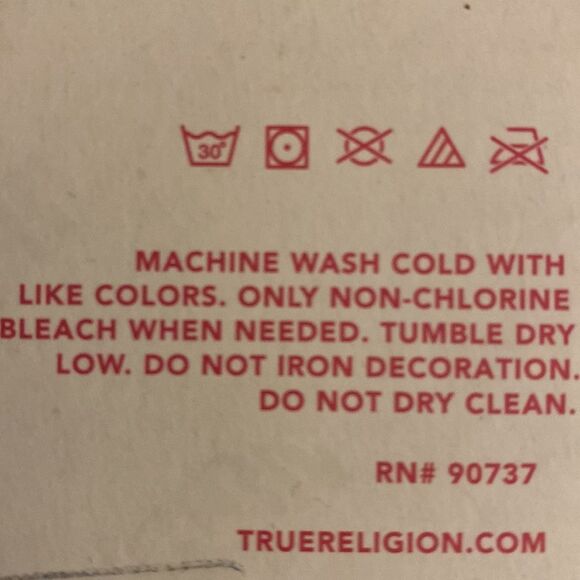 30°
MACHINE WASH COLD WITH
LIKE COLORS. ONLY NON-CHLORINE
BLEACH WHEN NEEDED. TUMBLE DRY
LOW. DO NOT IRON DECORATION.
DO NOT DRY CLEAN.
RN# 90737
TRUERELIGION.COM